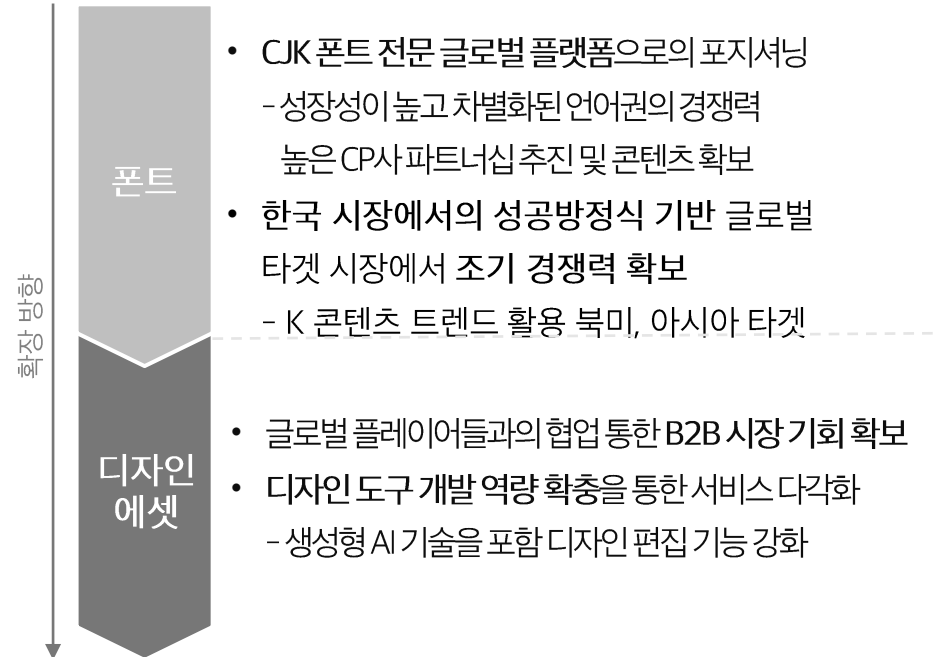 확장 방향
폰트
• CJK 폰트 전문 글로벌 플랫폼으로의 포지셔닝
– 성장성이 높고 차별화된 언어권의 경쟁력
높은 CP사 파트너십 추진 및 콘텐츠 확보
• 한국 시장에서의 성공방정식 기반 글로벌
타겟 시장에서 조기 경쟁력 확보
– K 콘텐츠 트렌드 활용 북미, 아시아 타겟
디자인
에셋
• 글로벌 플레이어들과의 협업 통한 B2B 시장 기회 확보
• 디자인 도구 개발 역량 확충을 통한 서비스 다각화
– 생성형 AI 기술을 포함 디자인 편집 기능 강화